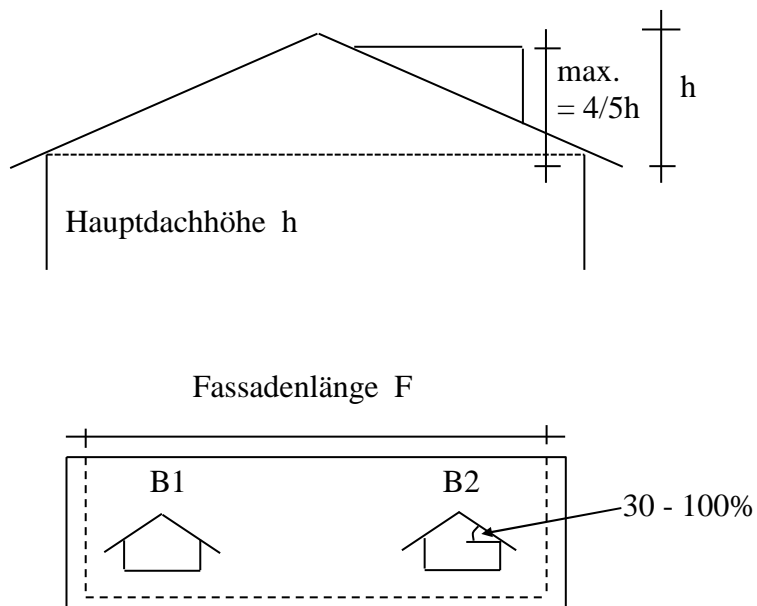 max.
= 4/5h
h
Hauptdachhöhe h
Fassadenlänge F
B1
B2
30 - 100%